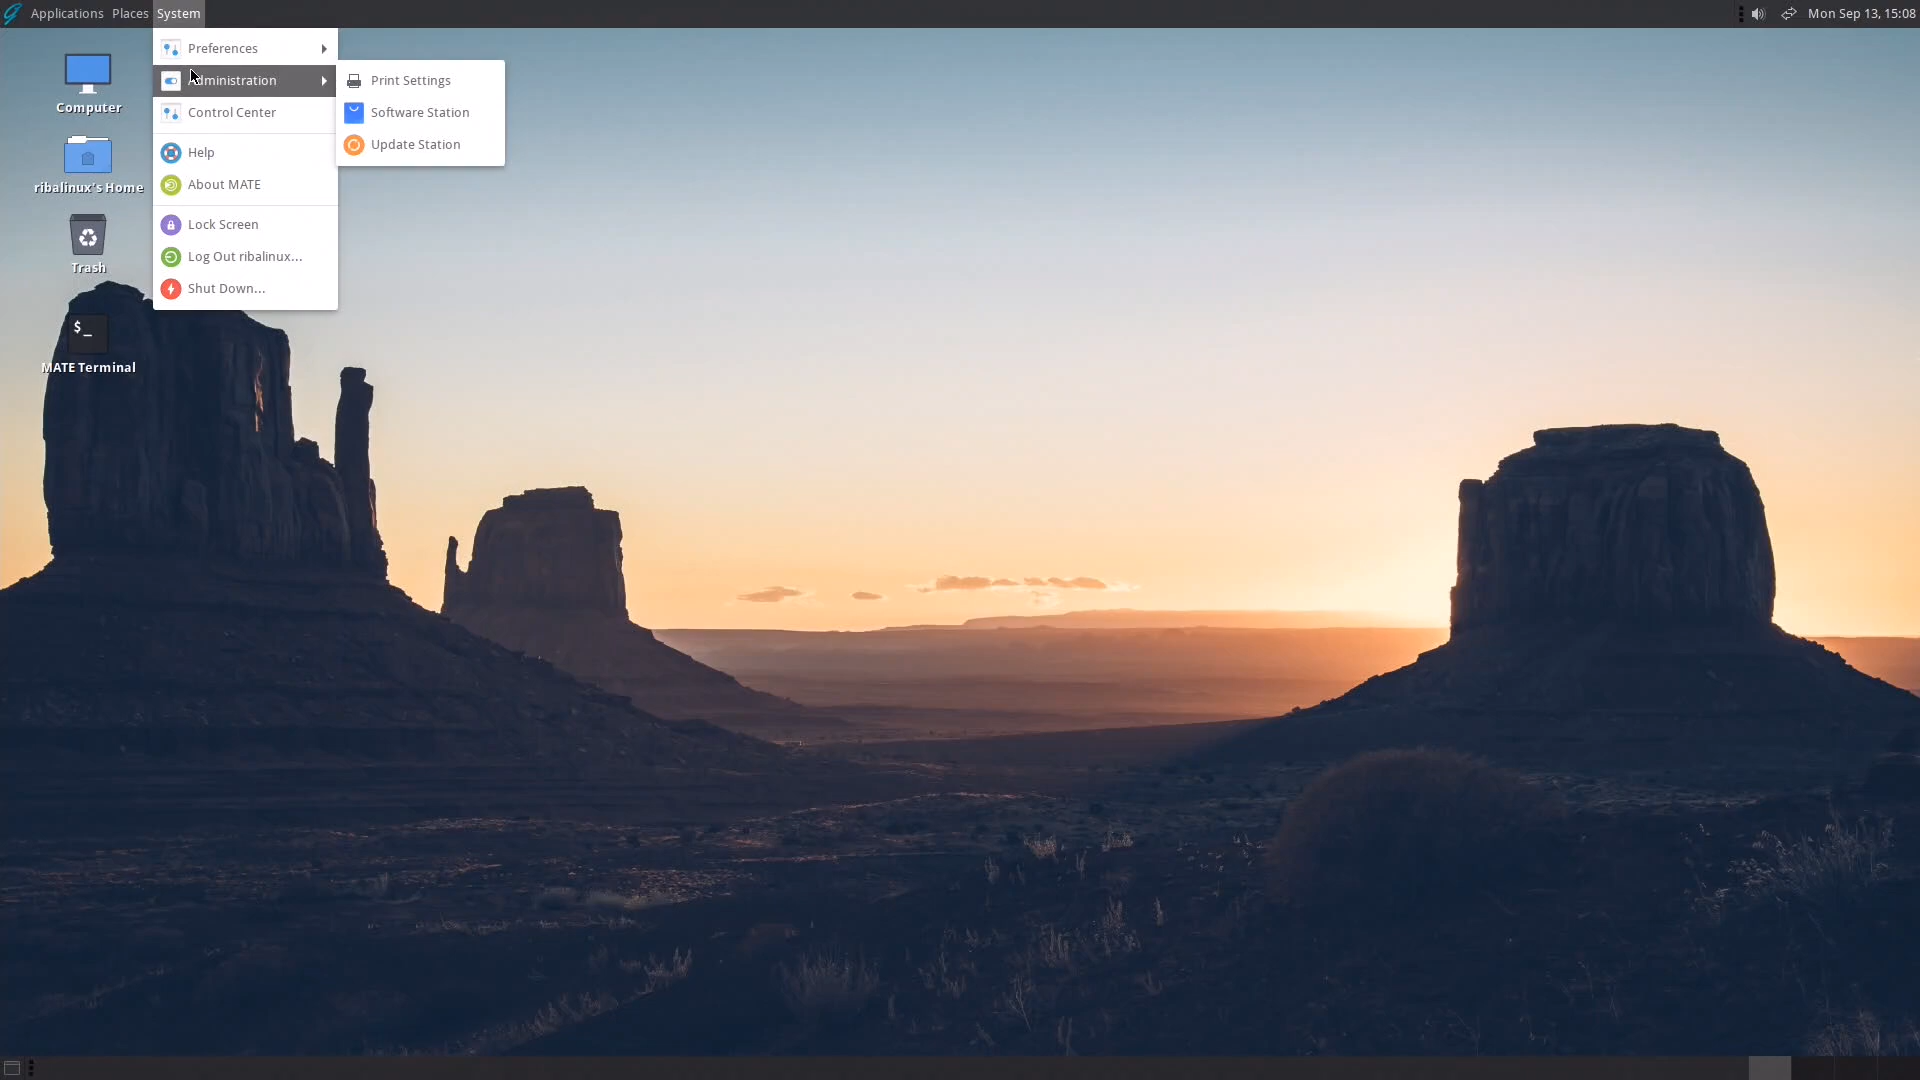 Applications Places System
Mon Sep 13, 15:08
Preferences
ministration
Control Center
Help
About MATE
Lock Screen
Log Out ribalinux...
Shut Down...
Print Settings
Software Station
Update Station
Computer
ribalinux's Home
Trash
$_
MATE Terminal